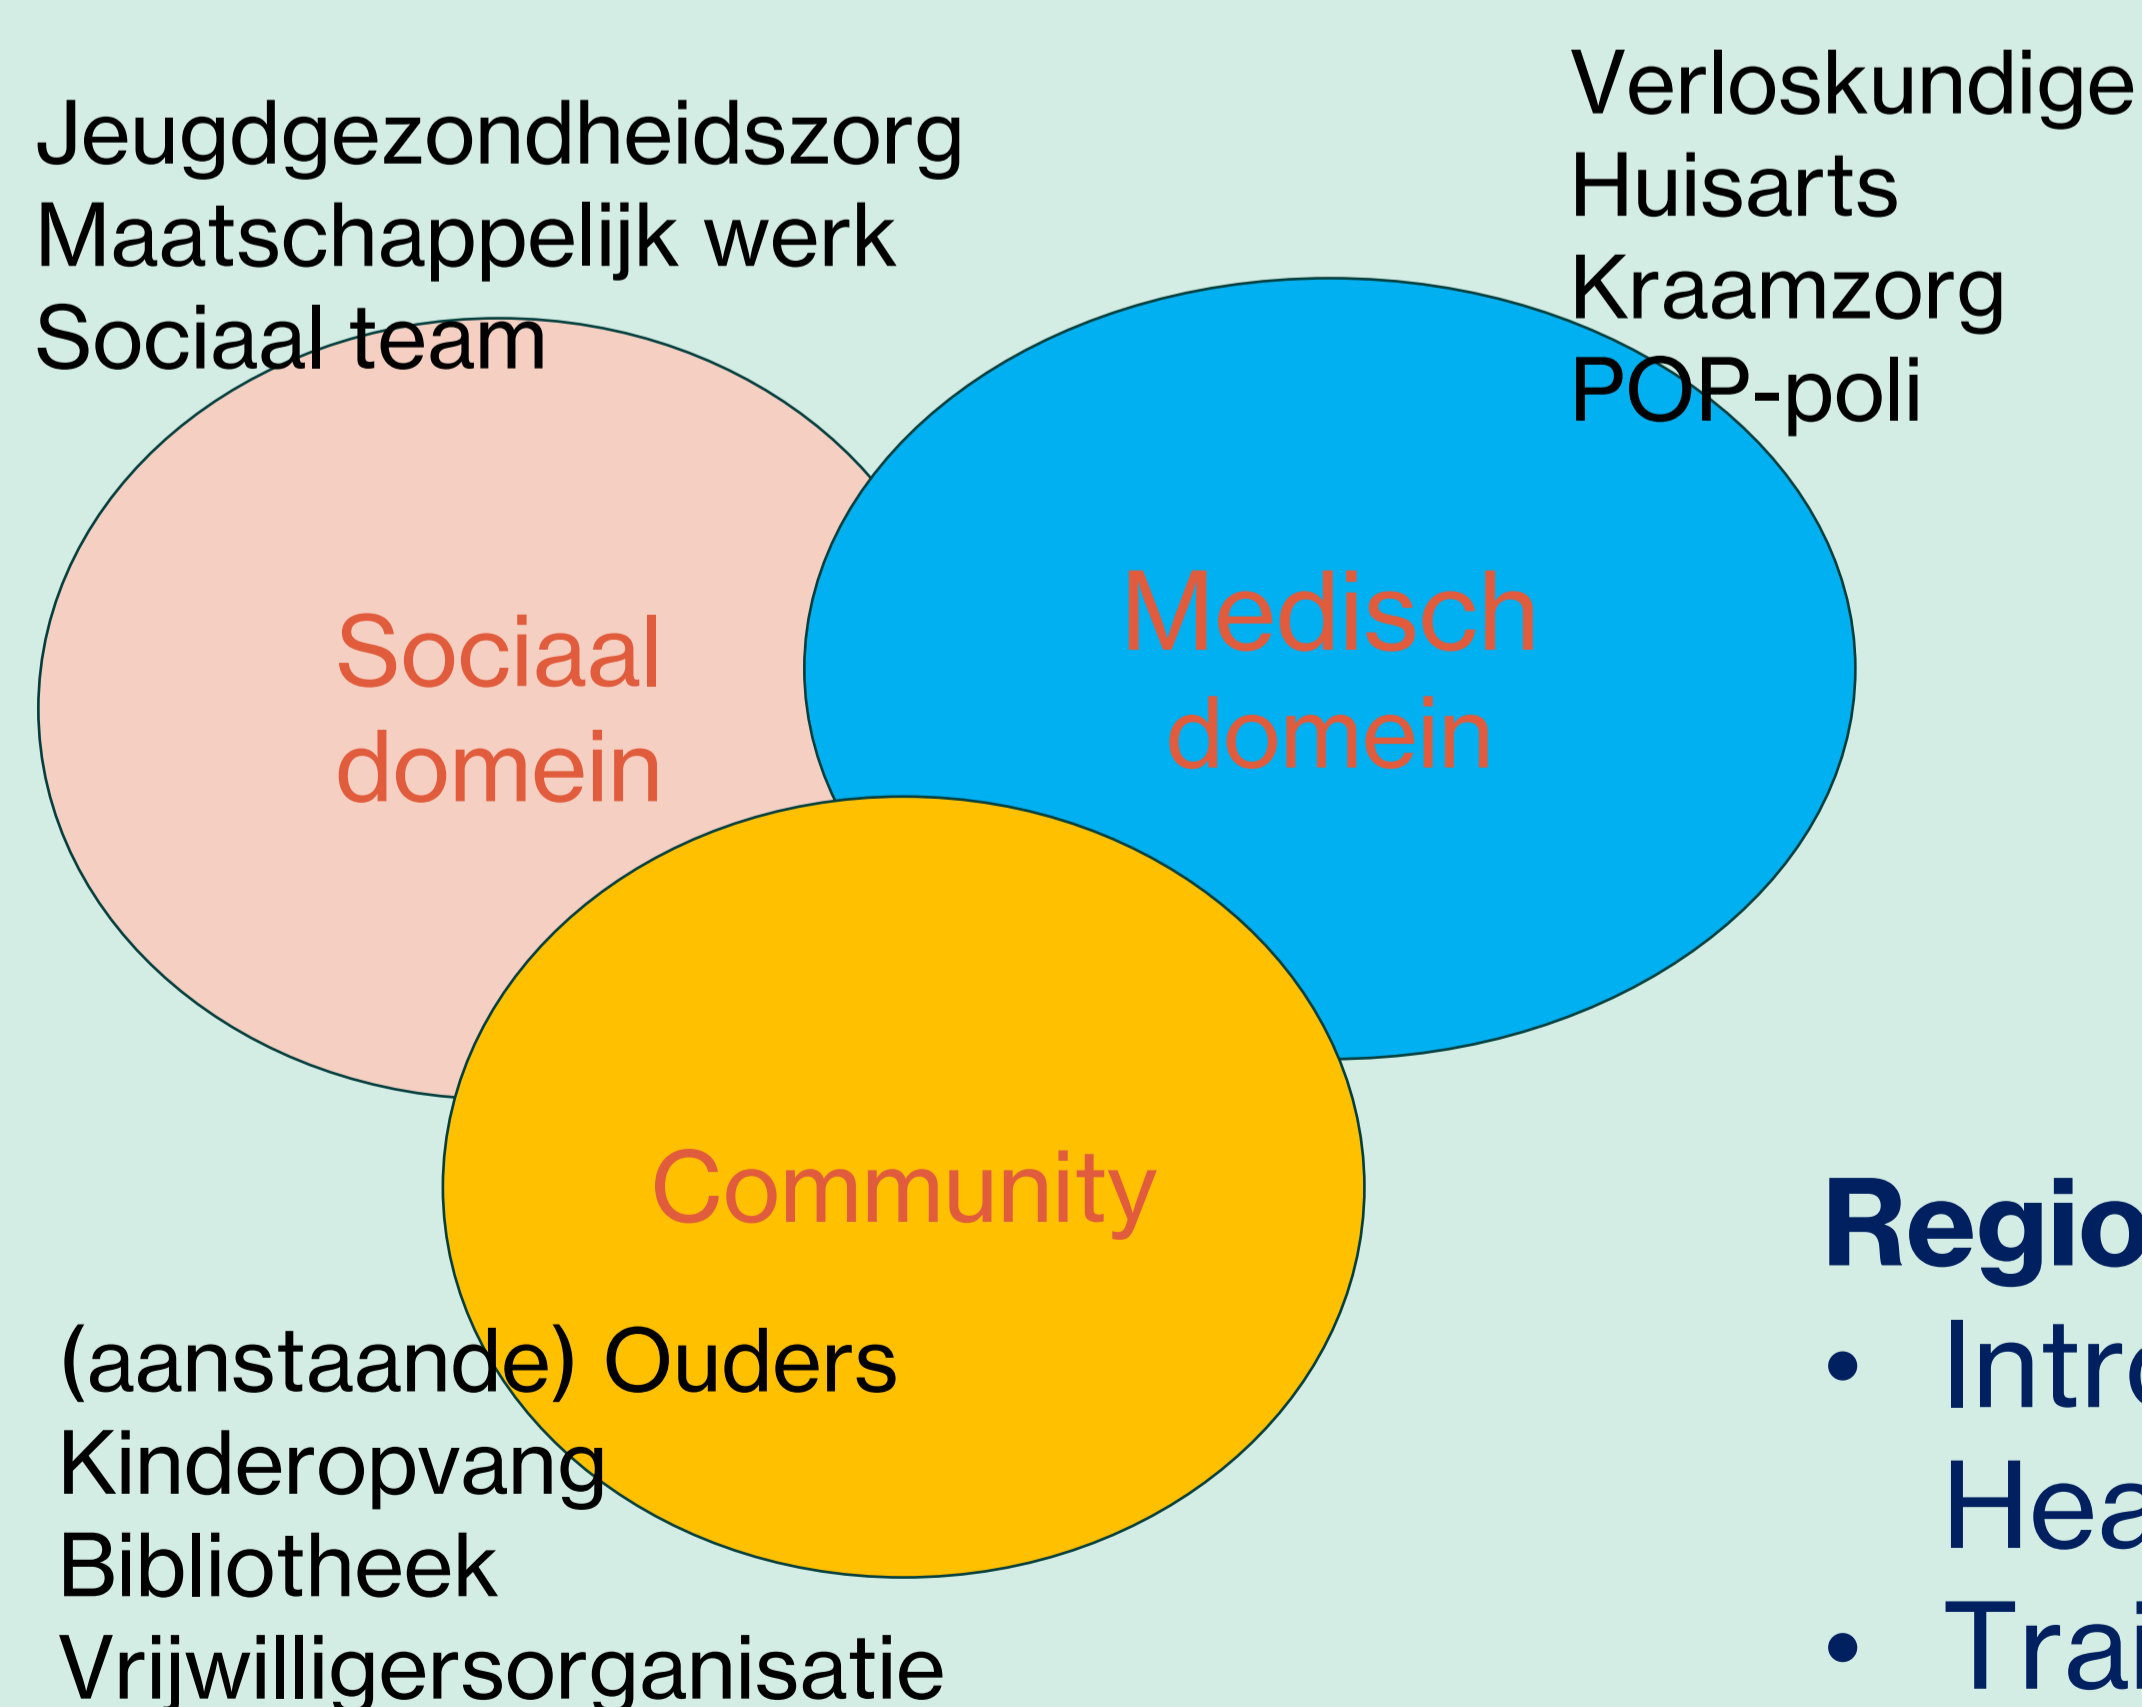 Jeugdgezondheidszorg
Maatschappelijk werk
Sociaal team
Verloskundige
Huisarts
Kraamzorg
POP-poli
Sociaal
domein
Medisch
domein
Community
(aanstaande) Ouders
Kinderopvang
Bibliotheek
Vrijwilligersorganisatie